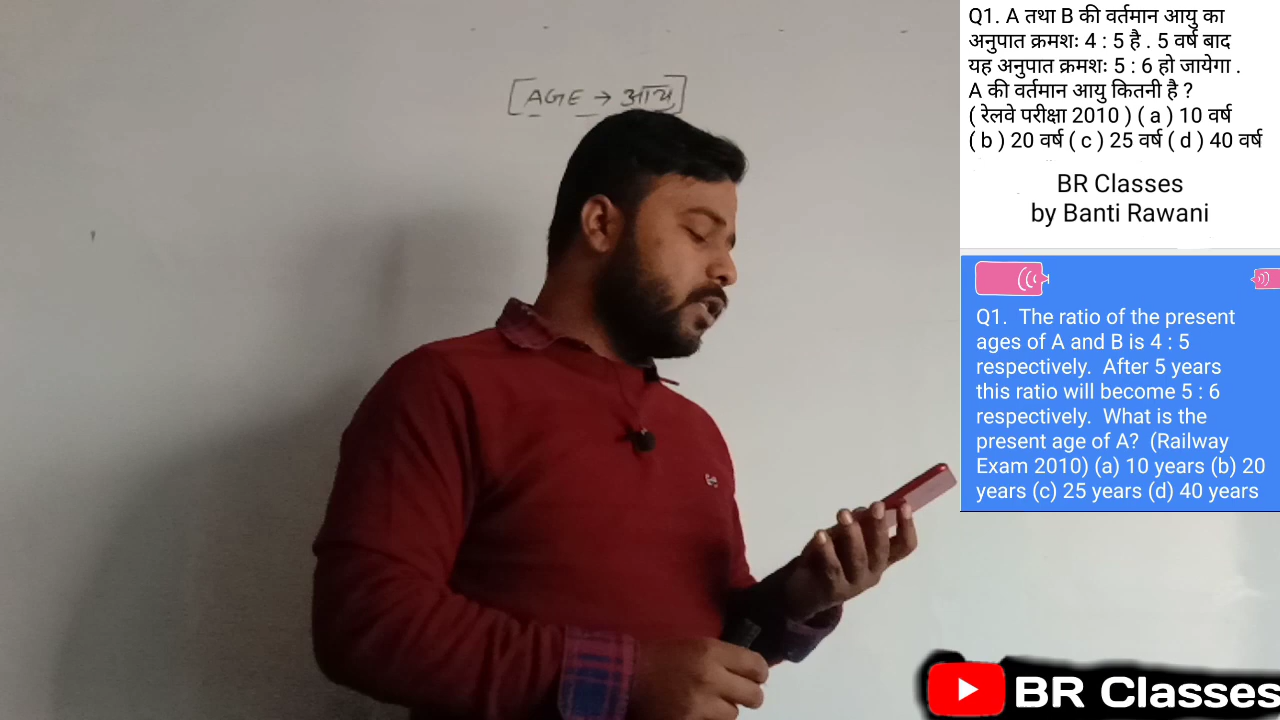 [AGE → आयु]
Q1. A तथा B की वर्तमान आयु का
अनुपात क्रमशः 4 : 5 है . 5 वर्ष बाद
यह अनुपात क्रमशः 5 : 6 हो जायेगा .
A की वर्तमान आयु कितनी है ?
( रेलवे परीक्षा 2010 ) ( a ) 10 वर्ष
( b ) 20 वर्ष ( c ) 25 वर्ष ( d ) 40 वर्ष
BR Classes
by Banti Rawani
Q1. The ratio of the present
ages of A and B is 4 : 5
respectively. After 5 years
this ratio will become 5 : 6
respectively. What is the
present age of A? (Railway
Exam 2010) (a) 10 years (b) 20
years (c) 25 years (d) 40 years
BR Classes